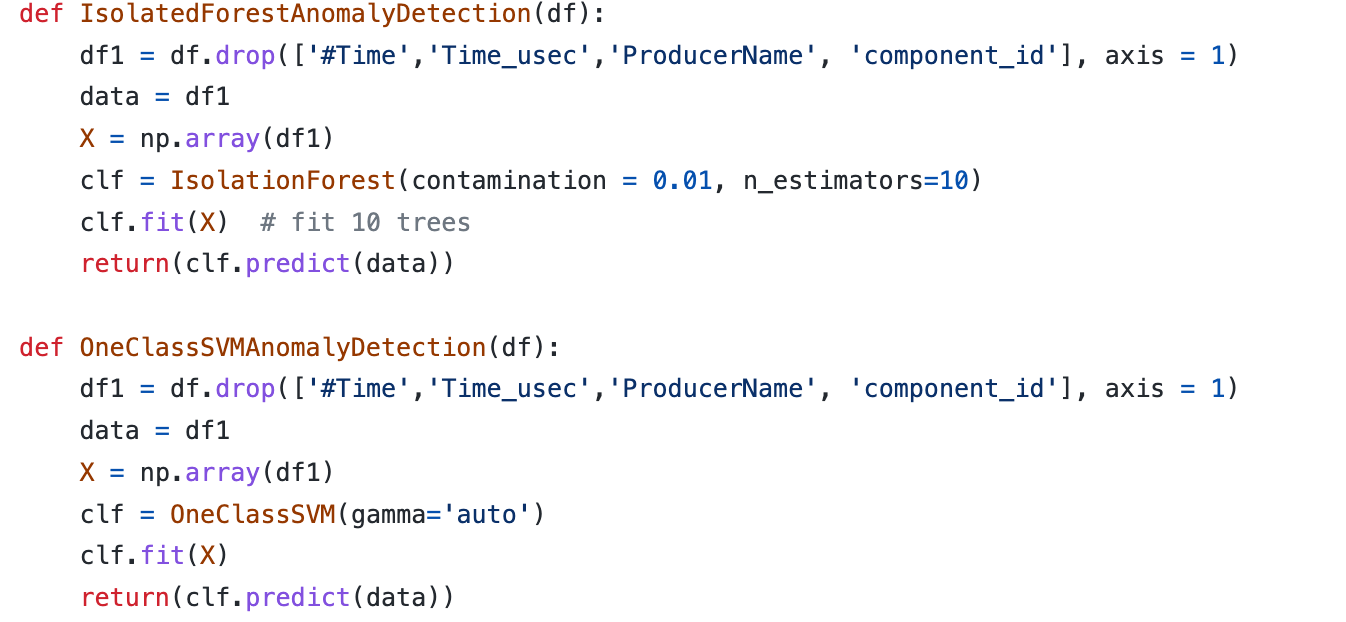 def IsolatedForestAnomalyDetection(df):
    df1 = df.drop(['#Time','Time_usec','ProducerName', 'component_id'], axis = 1)
    data = df1
    X = np.array(df1)
    clf = IsolationForest(contamination = 0.01, n_estimators=10)
    clf.fit(X)  # fit 10 trees
    return(clf.predict(data))

def OneClassSVMAnomalyDetection(df):
    df1 = df.drop(['#Time','Time_usec','ProducerName', 'component_id'], axis = 1)
    data = df1
    X = np.array(df1)
    clf = OneClassSVM(gamma='auto')
    clf.fit(X)
    return(clf.predict(data))